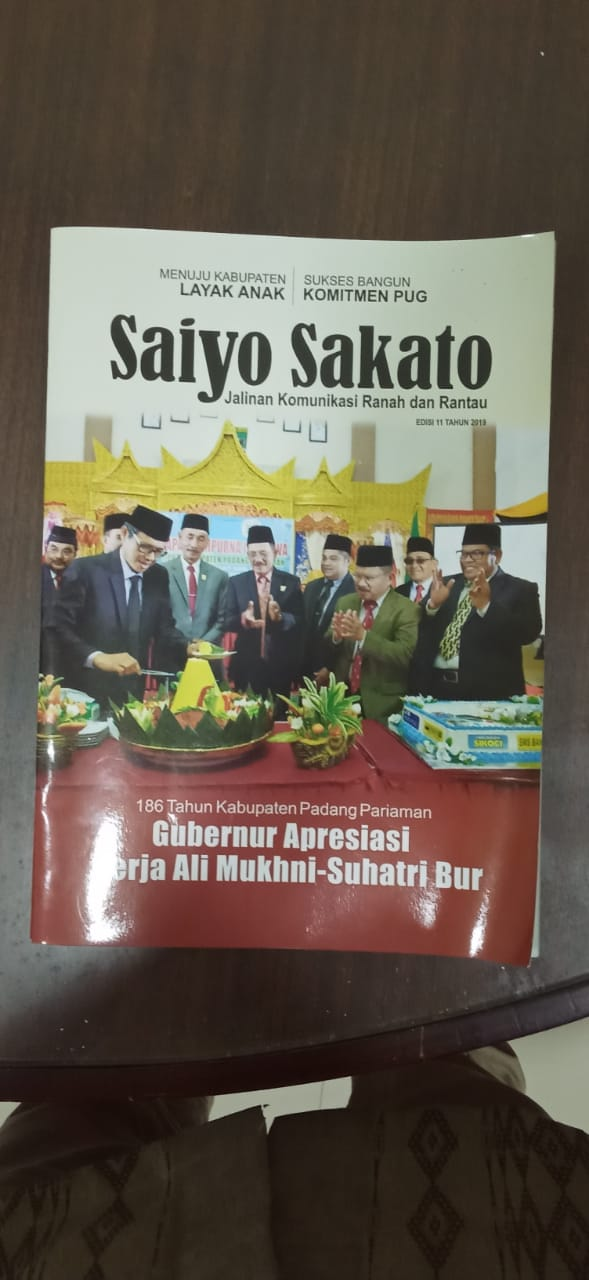 MENUJU KABUPATEN
LAYAK ANAK
SUKSES BANGUN
KOMITMEN PUG
Saiyo Sakato
Jalinan Komunikasi Ranah dan Rantau
EDISI 11 TAHUN 2019
186 Tahun Kabupaten Padang Pariaman
Gubernur Apresiasi
erja Ali Mukhni-Suhatri Bur